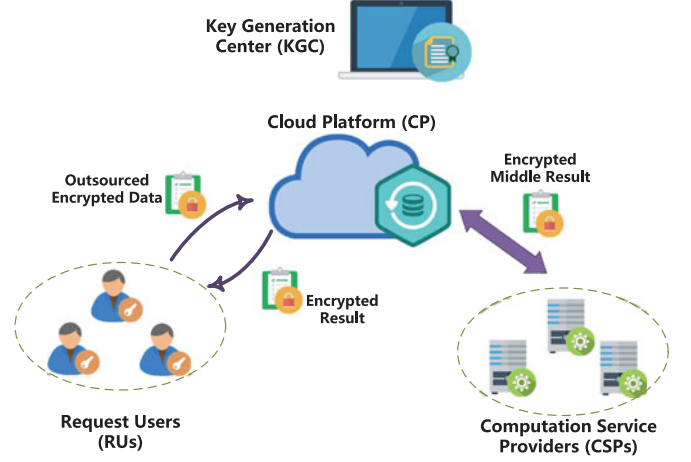 Key Generation
Center (KGC)
Cloud Platform (CP)
Outsourced
Encrypted Data
Encrypted
Middle Result
Encrypted
Result
Request Users
(RUs)
Computation Service
Providers (CSPs)